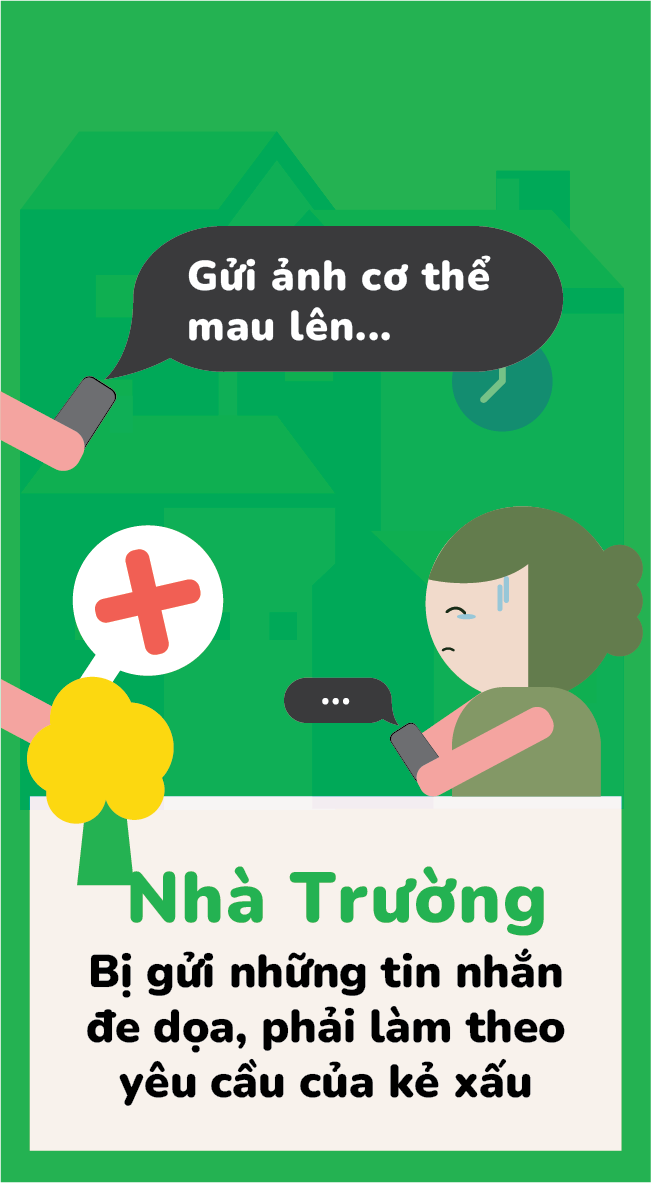 Gửi ảnh cơ thể
mau lên...
...
Nhà Trường
Bị gửi những tin nhắn
đe dọa, phải làm theo
yêu cầu của kẻ xấu